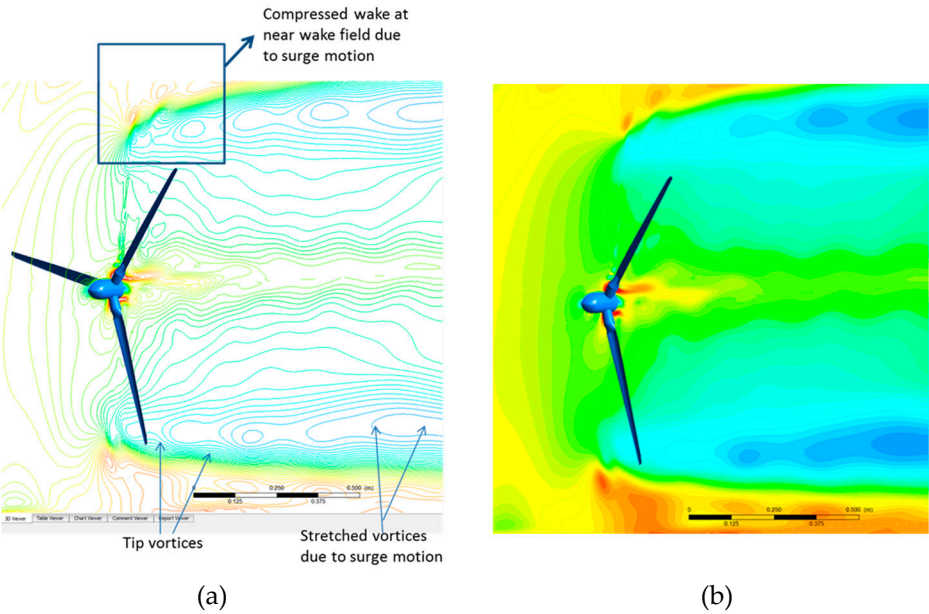 Compressed wake at
near wake field due
to surge motion
0 0.250 0.500 (m)
0.125 0.375
3D Viewer Table Viewer Chart Viewer Comment Viewer Report Viewer
Tip vortices
Stretched vortices
due to surge motion
0 0.250 0.500 (m)
0.125 0.375
(a)
(b)